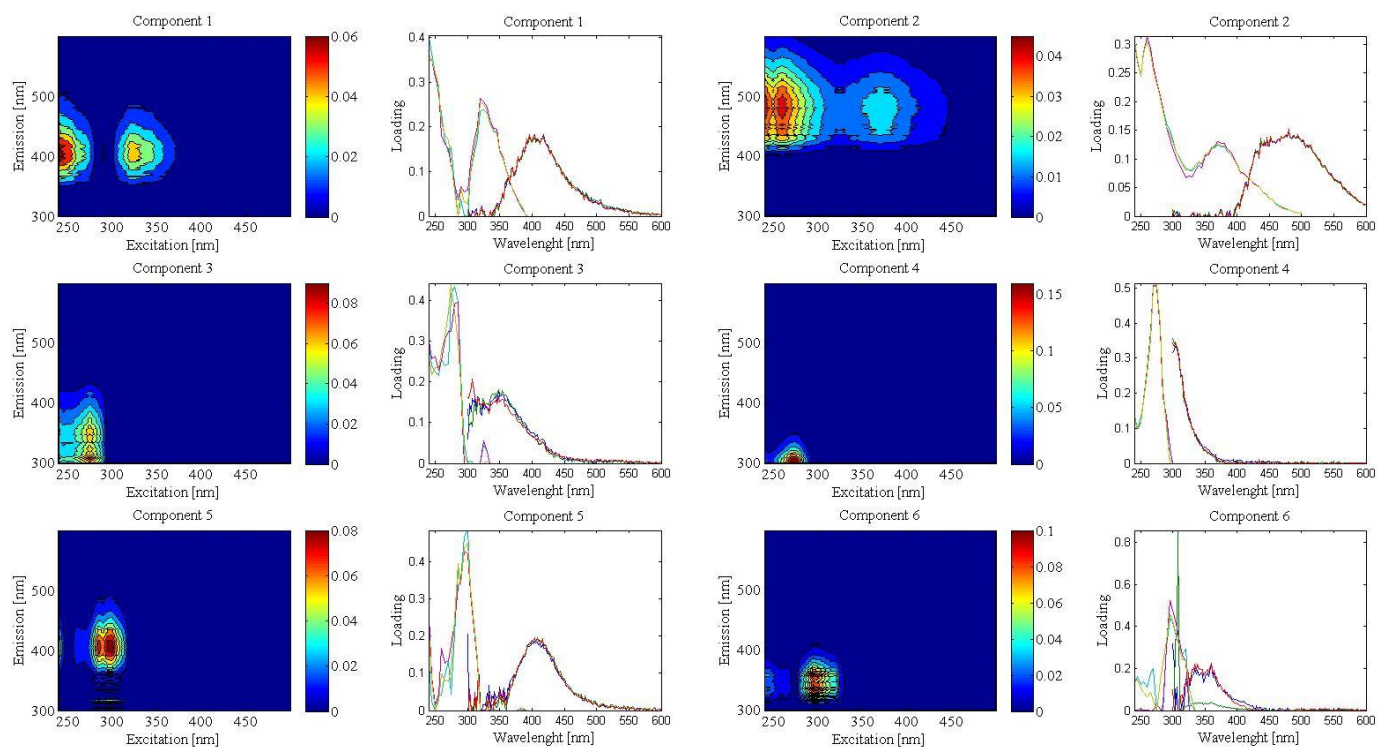 Component 1
Emission [nm]
500
400
300
250 300 350 400 450
Excitation [nm]
0.06
0.04
0.02
0
Component 1
Loading
0.4
0.3
0.2
0.1
0
250 300 350 400 450 500 550 600
Wavelenght [nm]
Component 2
Emission [nm]
500
400
300
250 300 350 400 450
Excitation [nm]
0.04
0.03
0.02
0.01
0
Component 2
Loading
0.3
0.25
0.2
0.15
0.1
0.05
0
250 300 350 400 450 500 550 600
Wavelenght [nm]
Component 3
Emission [nm]
500
400
300
250 300 350 400 450
Excitation [nm]
0.08
0.06
0.04
0.02
0
Component 3
Loading
0.4
0.3
0.2
0.1
0
250 300 350 400 450 500 550 600
Wavelenght [nm]
Component 4
Emission [nm]
500
400
300
250 300 350 400 450
Excitation [nm]
0.15
0.1
0.05
0
Component 4
Loading
0.5
0.4
0.3
0.2
0.1
0
250 300 350 400 450 500 550 600
Wavelenght [nm]
Component 5
Emission [nm]
500
400
300
250 300 350 400 450
Excitation [nm]
0.08
0.06
0.04
0.02
0
Component 5
Loading
0.4
0.3
0.2
0.1
0
250 300 350 400 450 500 550 600
Wavelenght [nm]
Component 6
Emission [nm]
500
400
300
250 300 350 400 450
Excitation [nm]
0.1
0.08
0.06
0.04
0.02
0
Component 6
Loading
0.8
0.6
0.4
0.2
0
250 300 350 400 450 500 550 600
Wavelenght [nm]